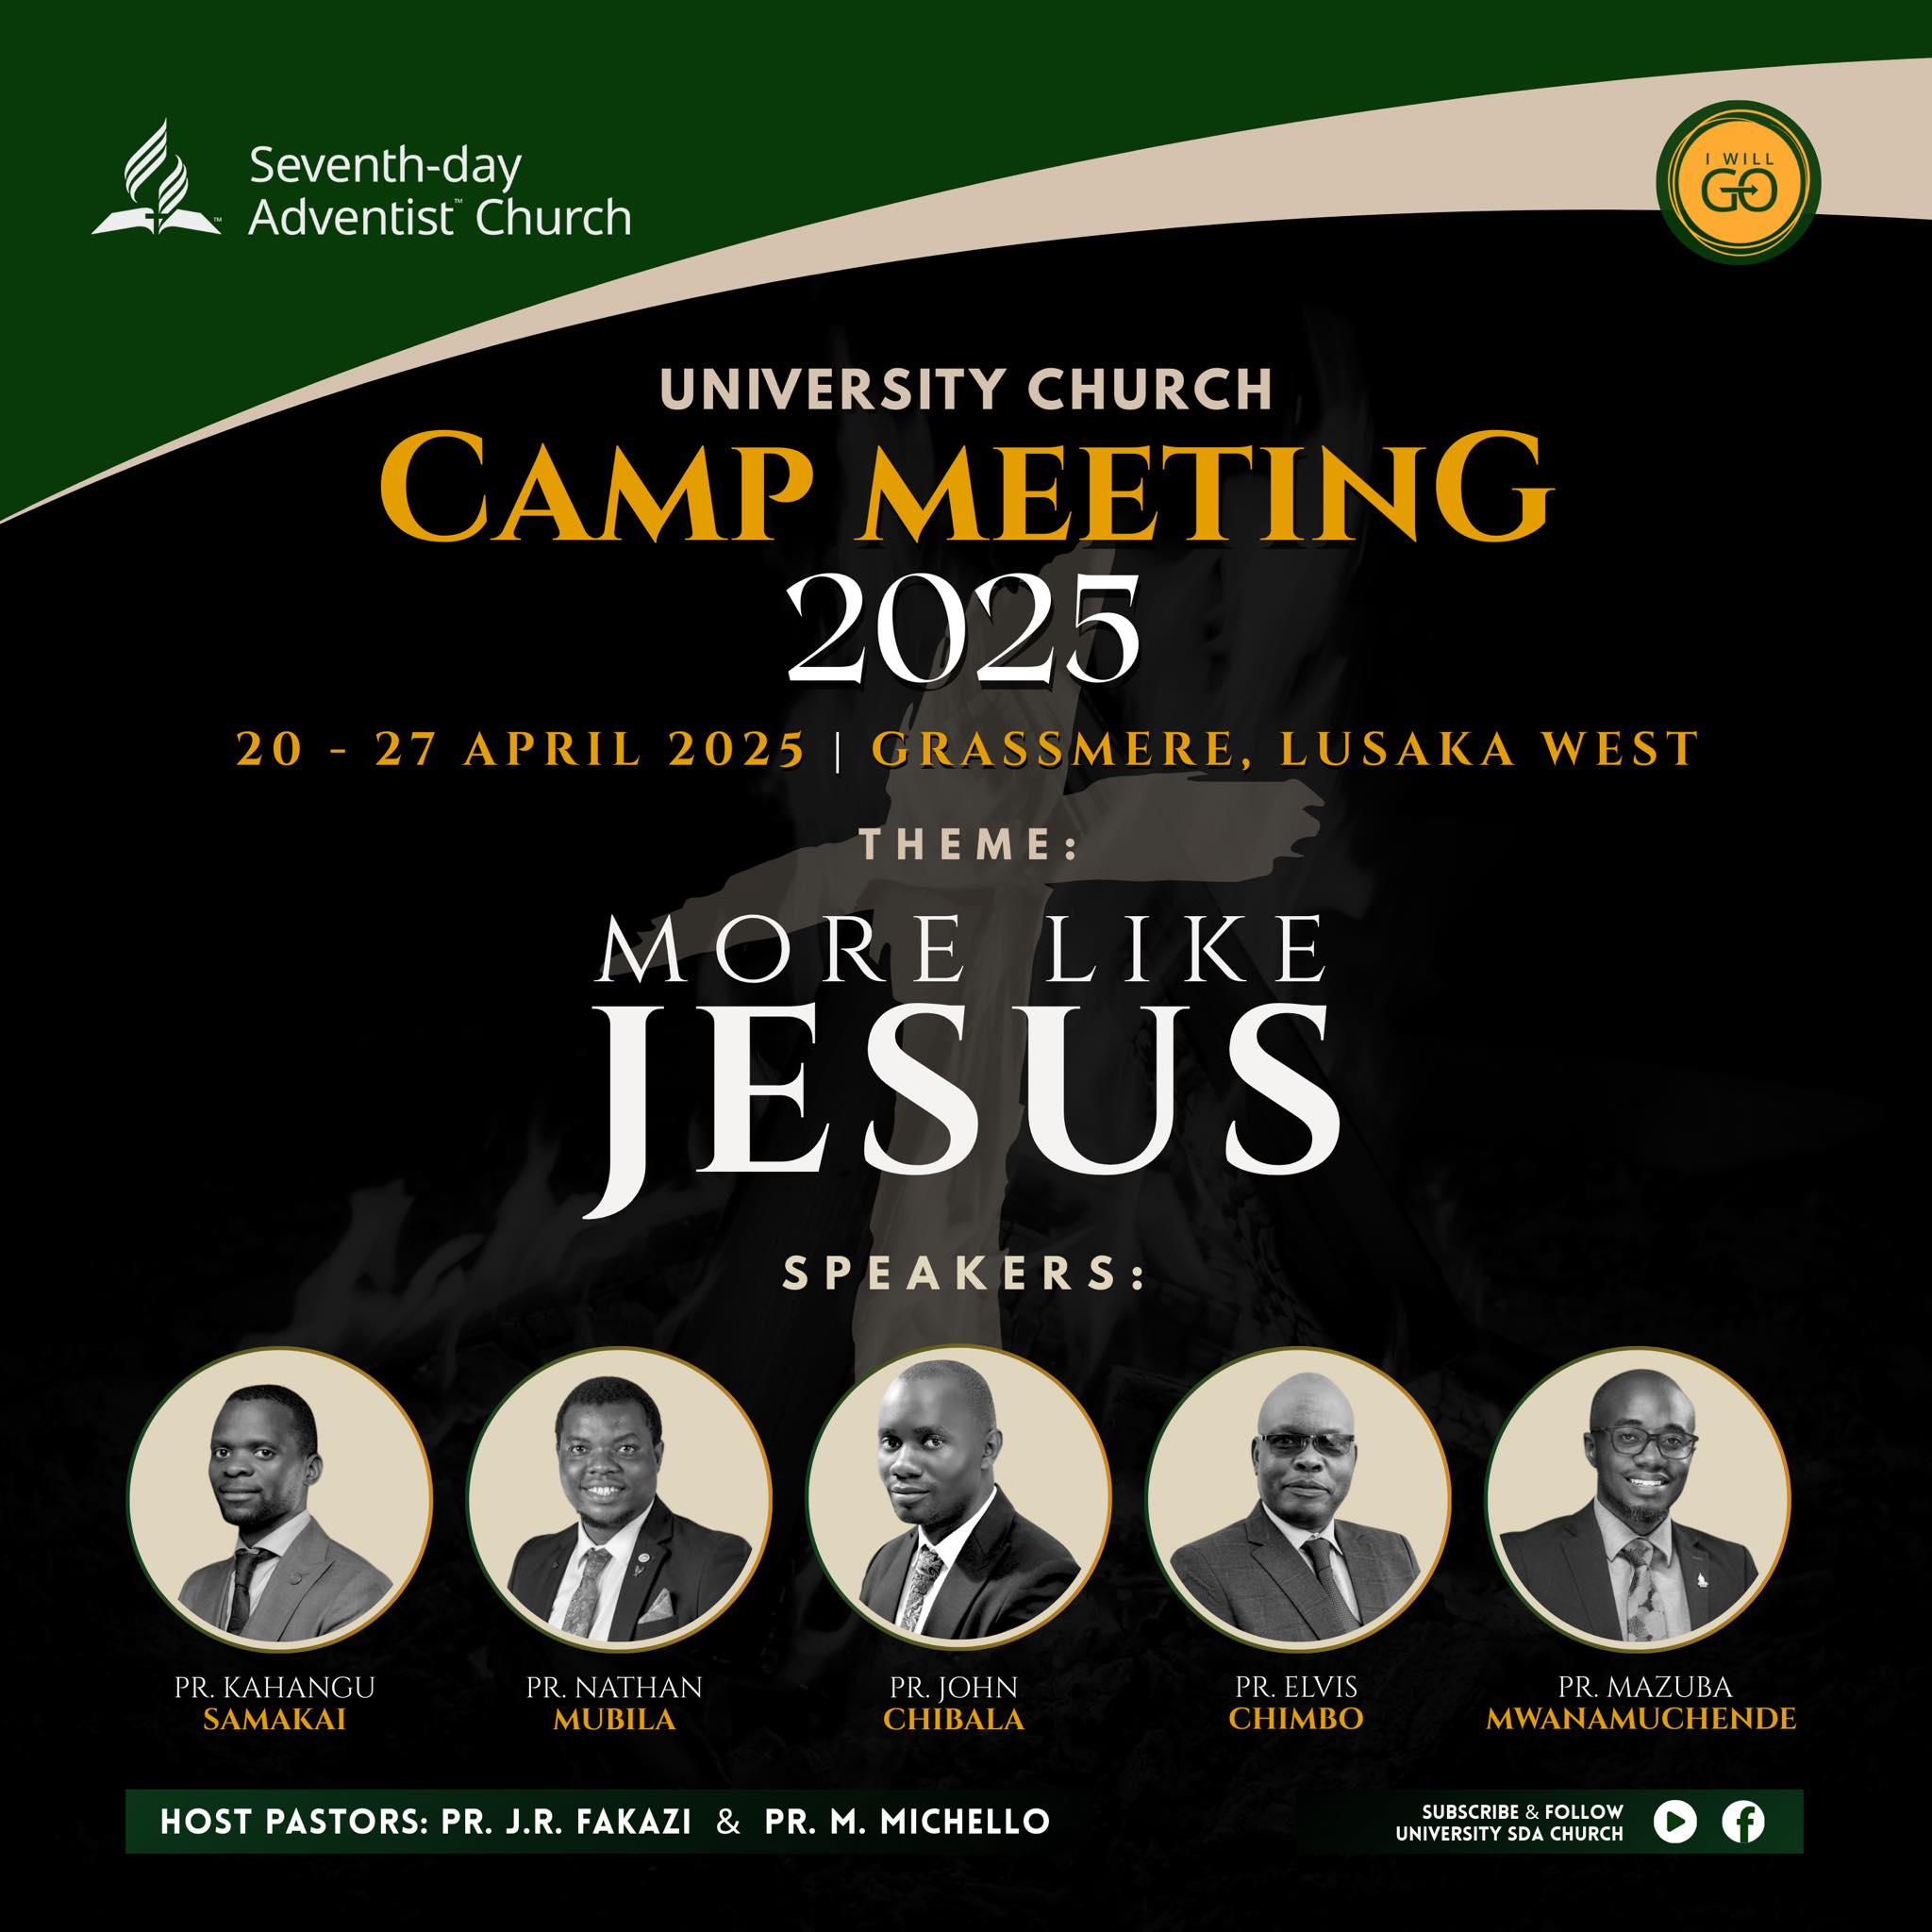 Seventh-day
Adventist™ Church
™
I WILL
GO
UNIVERSITY CHURCH
CAMP MEETING
2025
20 - 27 APRIL 2025 | GRASSMERE, LUSAKA WEST
THEME:
MORE LIKE
JESUS
SPEAKERS:
PR. KAHANGU
SAMAKAI
PR. NATHAN
MUBILA
PR. JOHN
CHIBALA
PR. ELVIS
CHIMBO
PR. MAZUBA
MWANAMUCHENDE
HOST PASTORS: PR. J.R. FAKAZI & PR. M. MICHELLO
SUBSCRIBE & FOLLOW
UNIVERSITY SDA CHURCH